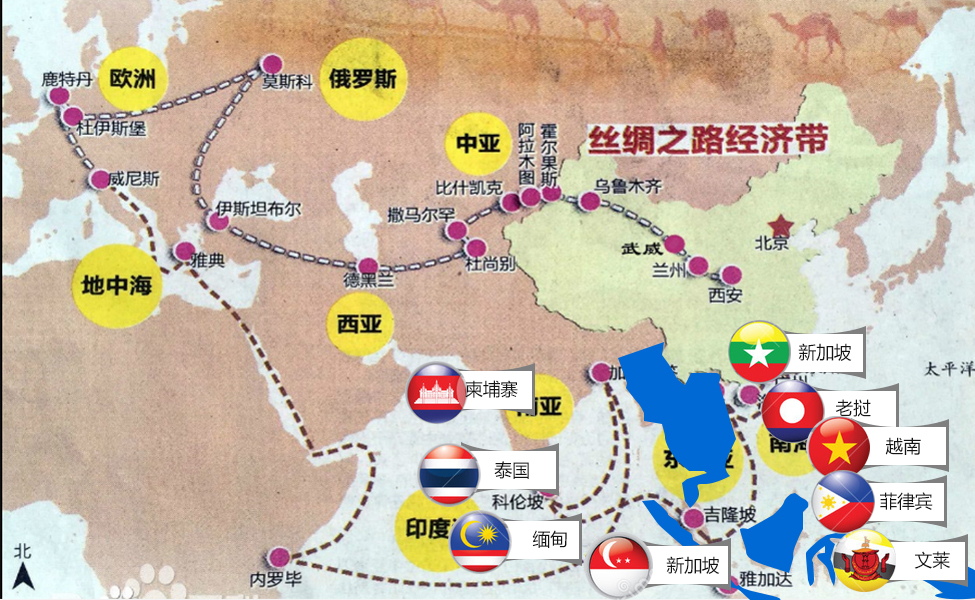 鹿特丹
欧洲
莫斯科
俄罗斯
杜伊斯堡
威尼斯
中亚
阿拉木图
霍尔果斯
丝绸之路经济带
比什凯克
乌鲁木齐
伊斯坦布尔
撒马尔罕
杜尚别
武威
北京
兰州
西安
雅典
地中海
德黑兰
西亚
新加坡
太平洋
柬埔寨
老挝
越南
泰国
科伦坡
菲律宾
吉隆坡
缅甸
新加坡
文莱
北
内罗毕
雅加达